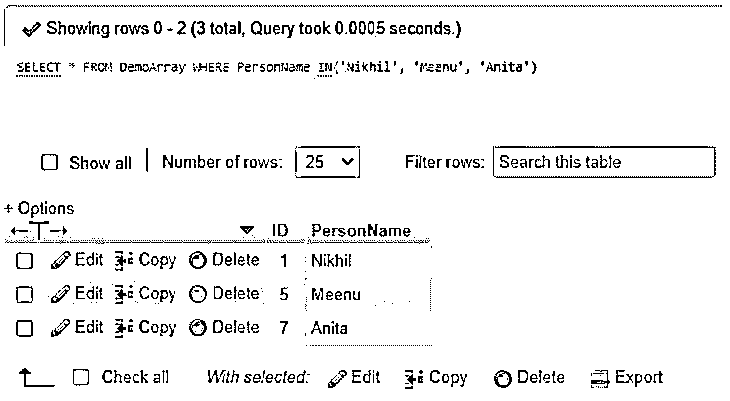 Showing rows 0 - 2 (3 total, Query took 0.0005 seconds.)
SELECT * FROM DemoArray WHERE PersonName IN('Nikhil', 'Meenu', 'Anita')
Show all | Number of rows: 25 Filter rows: Search this table
+ Options
←T→ ▼ ID PersonName
Edit Copy Delete 1 Nikhil
Edit Copy Delete 5 Meenu
Edit Copy Delete 7 Anita
Check all With selected: Edit Copy Delete Export